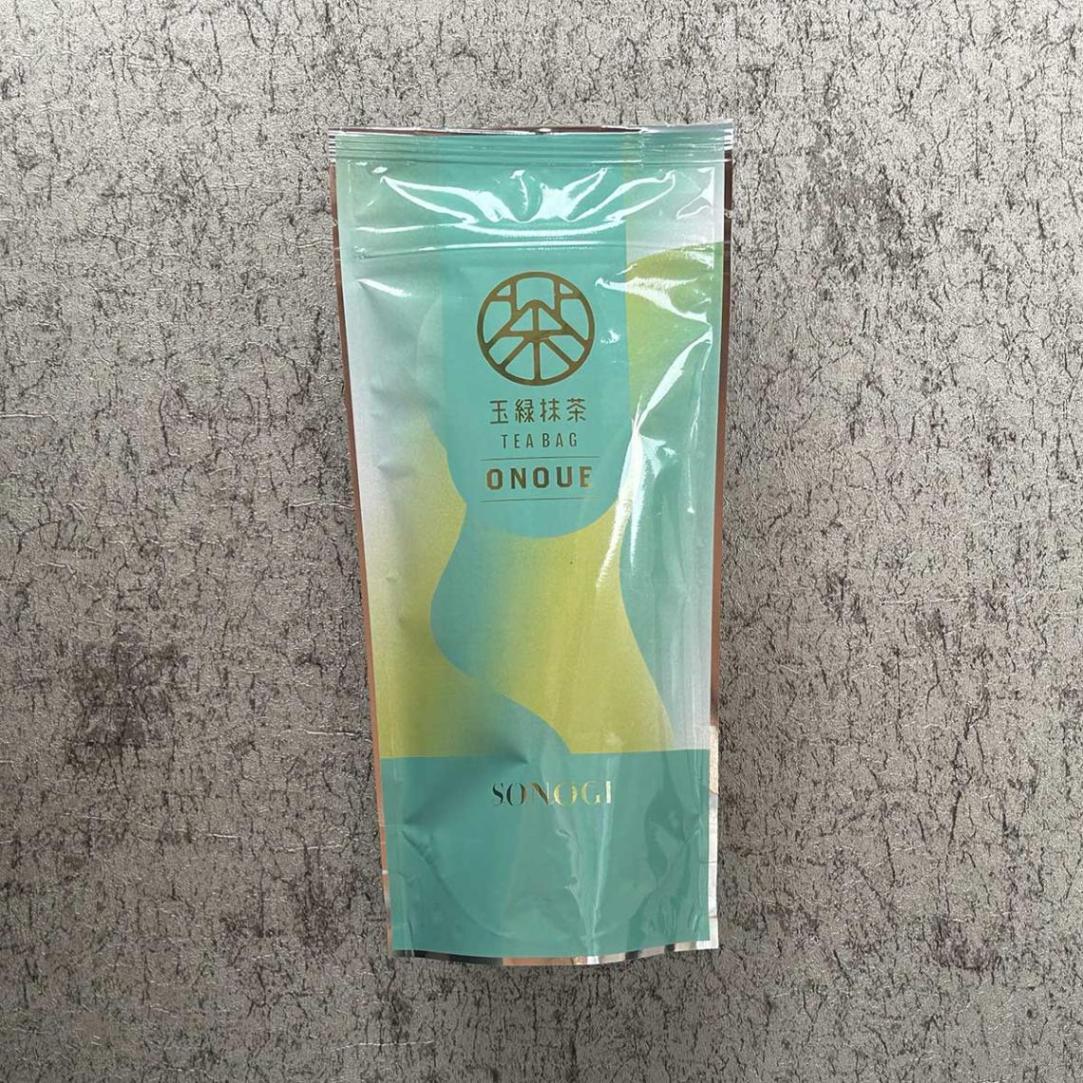 玉緑抹茶
TEA BAG
ONOUE
SONOGI